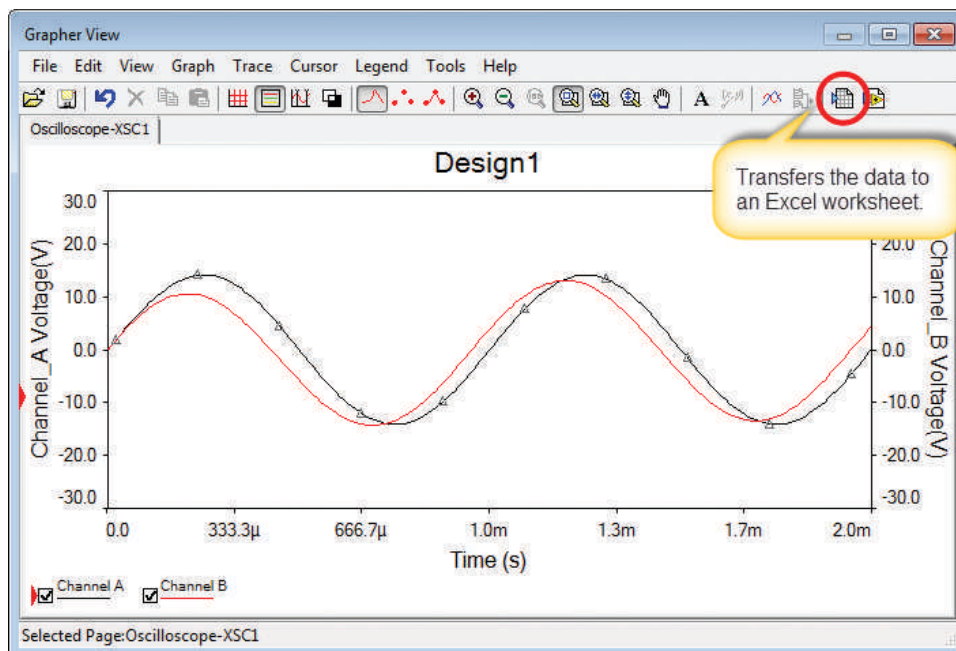 Grapher View
File Edit View Graph Trace Cursor Legend Tools Help
A
Oscilloscope-XSC1
Design1
Transfers the data to
an Excel worksheet.
Channel_A Voltage(V)
30.0
20.0
10.0
0.0
-10.0
-20.0
-30.0
20.0
10.0
0.0
-10.0
-20.0
-30.0
Channel_B Voltage(V)
0.0 333.3µ 666.7µ 1.0m 1.3m 1.7m 2.0m
Time (s)
Channel A Channel B
Selected Page:Oscilloscope-XSC1